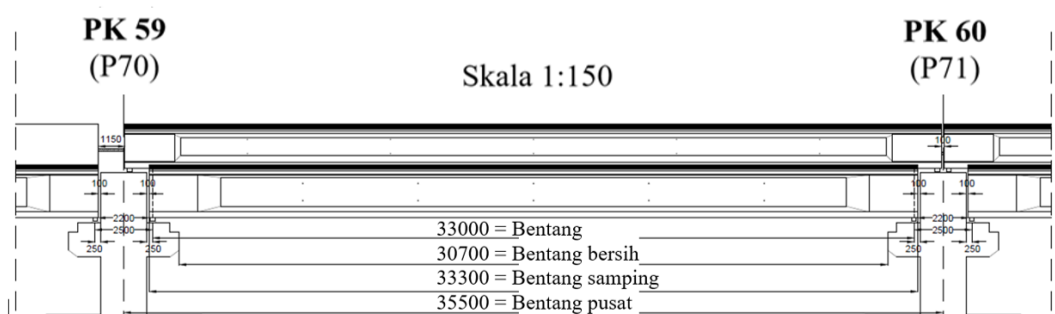 PK 59
(P70)
PK 60
(P71)
Skala 1:150
1150
100
100
100
100
100
2200
2500
250
250
2200
2500
250
250
33000 = Bentang
30700 = Bentang bersih
33300 = Bentang samping
35500 = Bentang pusat